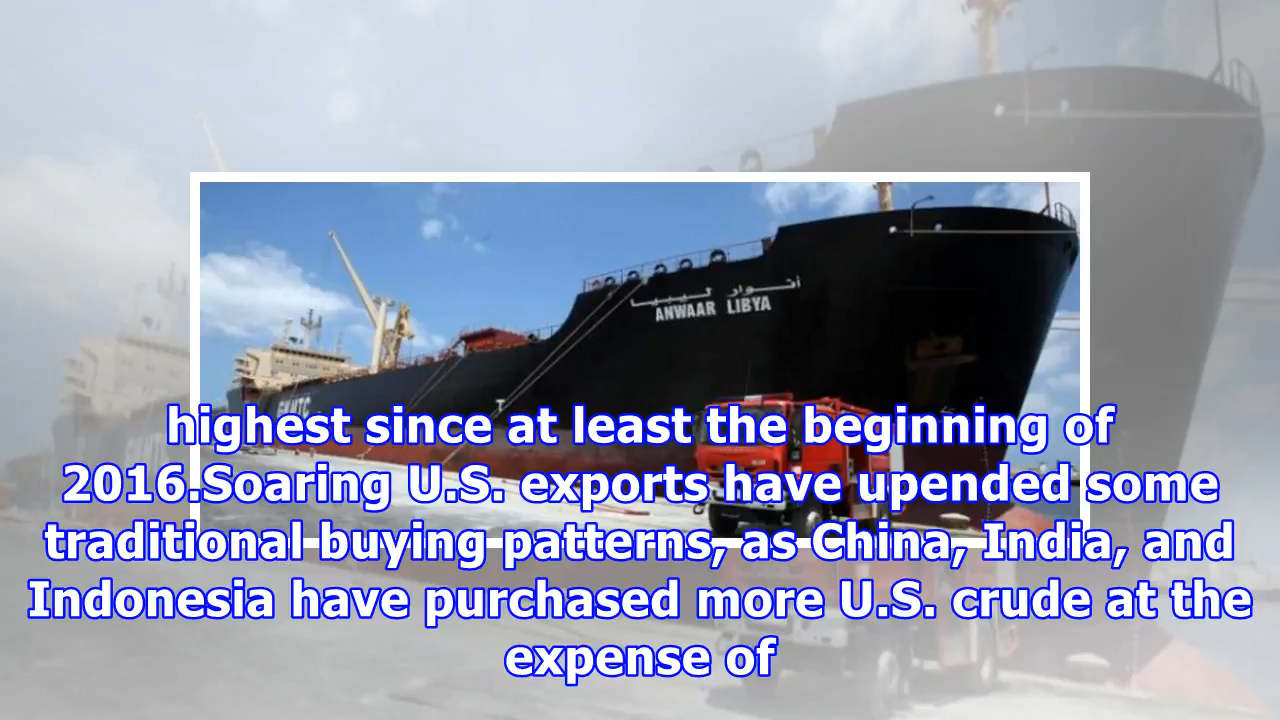 أنوار ليبيا
ANWAAR LIBYA
GNMTC
highest since at least the beginning of
2016.Soaring U.S. exports have upended some
traditional buying patterns, as China, India, and
Indonesia have purchased more U.S. crude at the
expense of